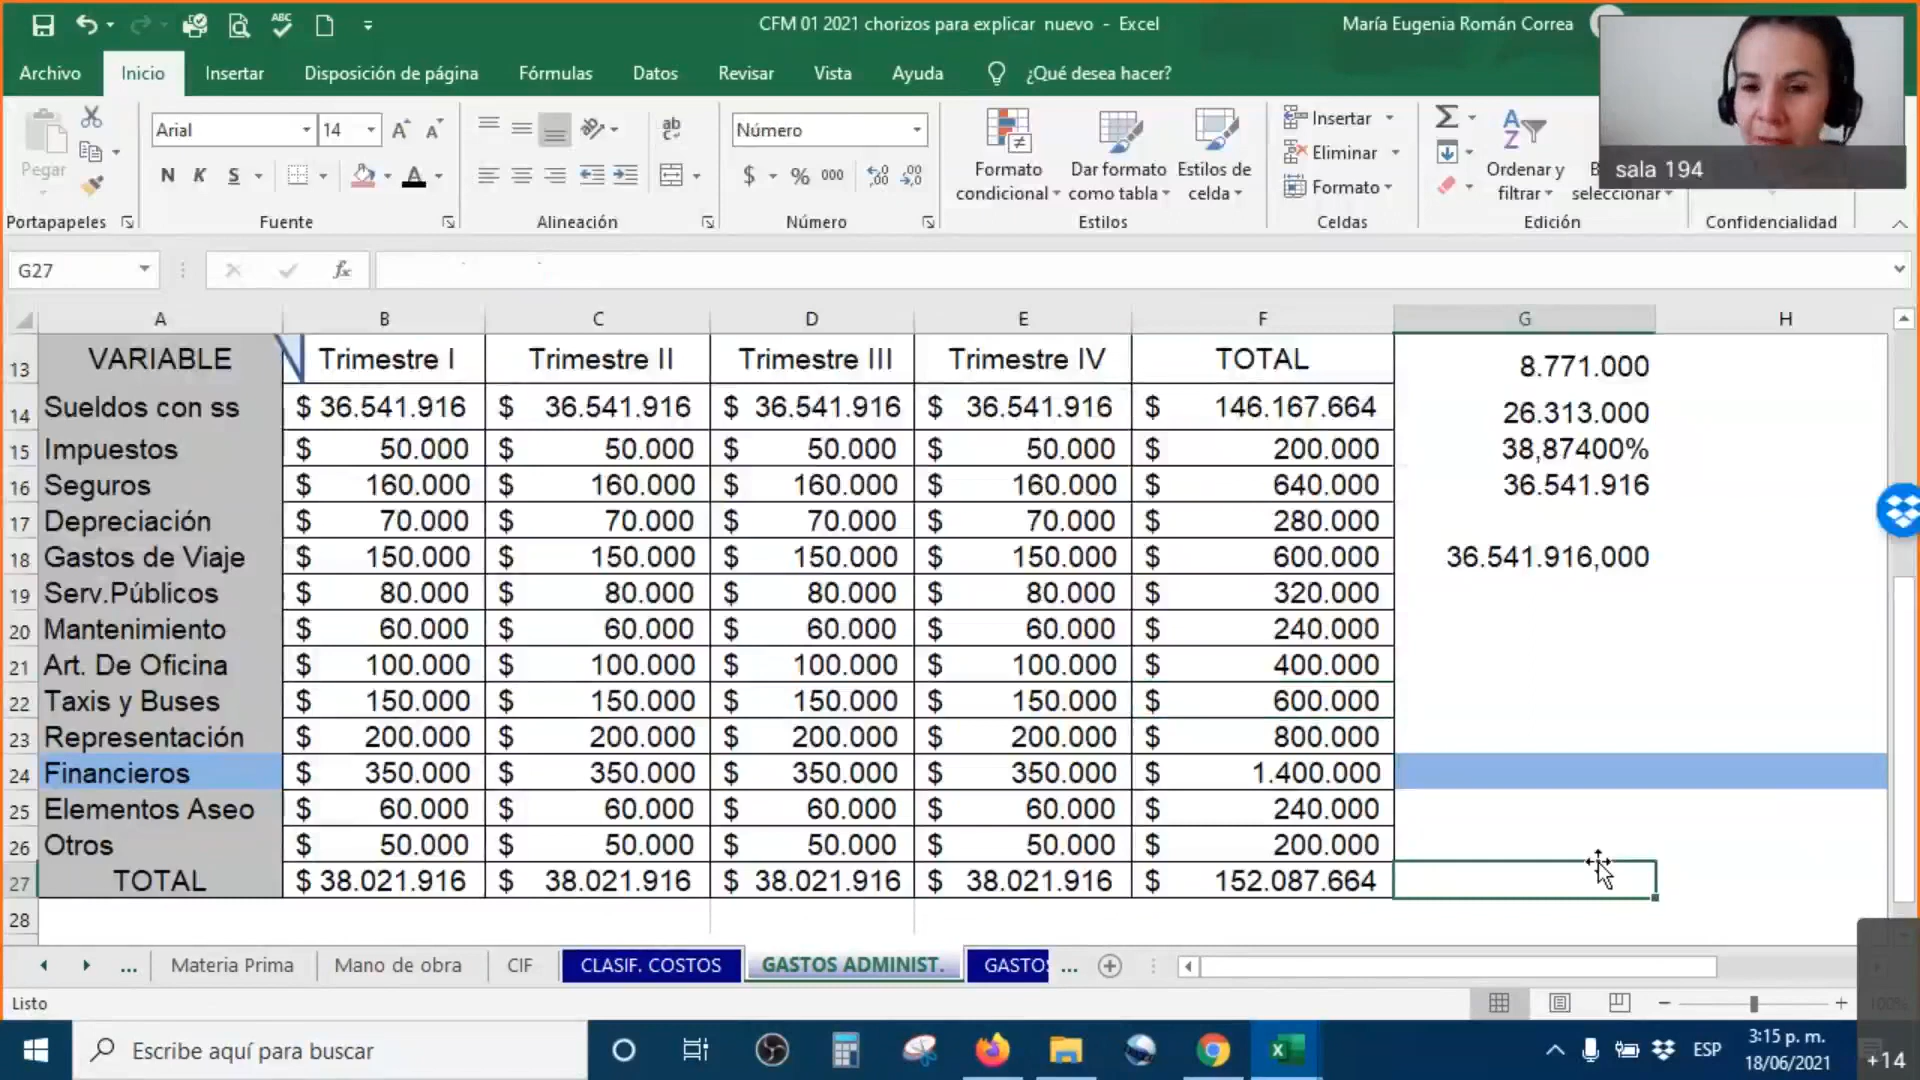 CFM 01 2021 chorizos para explicar nuevo - Excel
María Eugenia Román Correa
Archivo Inicio Insertar Disposición de página Fórmulas Datos Revisar Vista Ayuda ¿Qué desea hacer?
Pegar
Arial 14
N K S
ab
Número
$ % 000
Formato condicional
Dar formato como tabla
Estilos de celda
Insertar
Eliminar
Formato
Ordenar y filtrar
seleccionar
sala 194
Portapapeles Fuente Alineación Número Estilos Celdas Edición Confidencialidad
G27 fx
A B C D E F G H
13 VARIABLE Trimestre I Trimestre II Trimestre III Trimestre IV TOTAL 8.771.000
14 Sueldos con ss $ 36.541.916 $ 36.541.916 $ 36.541.916 $ 36.541.916 $ 146.167.664 26.313.000
15 Impuestos $ 50.000 $ 50.000 $ 50.000 $ 50.000 $ 200.000 38,87400%
16 Seguros $ 160.000 $ 160.000 $ 160.000 $ 160.000 $ 640.000 36.541.916
17 Depreciación $ 70.000 $ 70.000 $ 70.000 $ 70.000 $ 280.000
18 Gastos de Viaje $ 150.000 $ 150.000 $ 150.000 $ 150.000 $ 600.000 36.541.916,000
19 Serv.Públicos $ 80.000 $ 80.000 $ 80.000 $ 80.000 $ 320.000
20 Mantenimiento $ 60.000 $ 60.000 $ 60.000 $ 60.000 $ 240.000
21 Art. De Oficina $ 100.000 $ 100.000 $ 100.000 $ 100.000 $ 400.000
22 Taxis y Buses $ 150.000 $ 150.000 $ 150.000 $ 150.000 $ 600.000
23 Representación $ 200.000 $ 200.000 $ 200.000 $ 200.000 $ 800.000
24 Financieros $ 350.000 $ 350.000 $ 350.000 $ 350.000 $ 1.400.000
25 Elementos Aseo $ 60.000 $ 60.000 $ 60.000 $ 60.000 $ 240.000
26 Otros $ 50.000 $ 50.000 $ 50.000 $ 50.000 $ 200.000
27 TOTAL $ 38.021.916 $ 38.021.916 $ 38.021.916 $ 38.021.916 $ 152.087.664
28
... Materia Prima Mano de obra CIF CLASIF. COSTOS GASTOS ADMINIST. GASTOS ...
Listo
Escribe aquí para buscar
ESP
3:15 p. m.
18/06/2021
+14